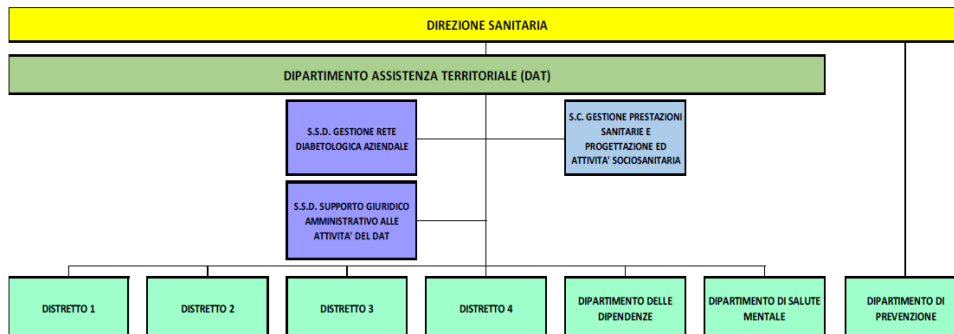 DIREZIONE SANITARIA
DIPARTIMENTO ASSISTENZA TERRITORIALE (DAT)
S.S.D. GESTIONE RETE
DIABETOLOGICA AZIENDALE
S.C. GESTIONE PRESTAZIONI
SANITARIE E
PROGETTAZIONE ED
ATTIVITA' SOCIOSANITARIA
S.S.D. SUPPORTO GIURIDICO
AMMINISTRATIVO ALLE
ATTIVITA' DEL DAT
DISTRETTO 1
DISTRETTO 2
DISTRETTO 3
DISTRETTO 4
DIPARTIMENTO DELLE
DIPENDENZE
DIPARTIMENTO DI SALUTE
MENTALE
DIPARTIMENTO DI
PREVENZIONE